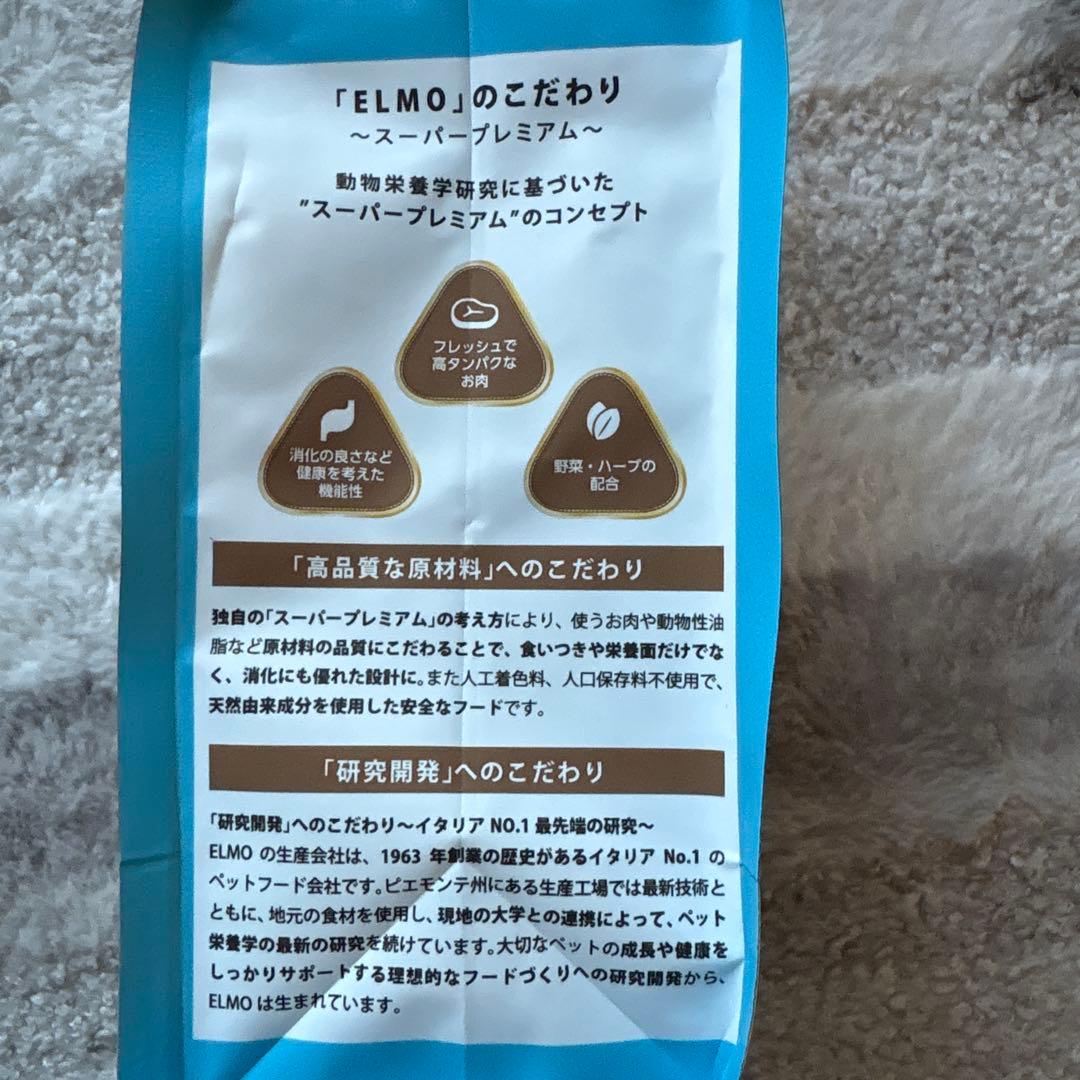 「ELMO」のこだわり
～スーパープレミアム～
動物栄養学研究に基づいた
"スーパープレミアム"のコンセプト
フレッシュで
高タンパクな
お肉
消化の良さなど
健康を考えた
機能性
野菜・ハーブの
配合
「高品質な原材料」へのこだわり
独自の「スーパープレミアム」の考え方により、使うお肉や動物性油
脂など原材料の品質にこだわることで、食いつきや栄養面だけでな
く、消化にも優れた設計に。また人工着色料、人口保存料不使用で、
天然由来成分を使用した安全なフードです。
「研究開発」へのこだわり
「研究開発」へのこだわり～イタリア NO.1 最先端の研究～
ELMO の生産会社は、1963 年創業の歴史があるイタリア No.1 の
ペットフード会社です。ピエモンテ州にある生産工場では最新技術と
ともに、地元の食材を使用し、現地の大学との連携によって、ペット
栄養学の最新の研究を続けています。大切なペットの成長や健康を
しっかりサポートする理想的なフードづくりへの研究開発から、
ELMO は生まれています。